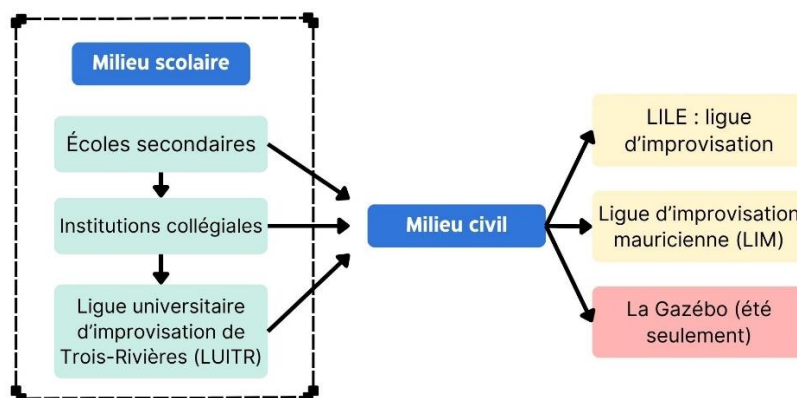 Milieu scolaire
Écoles secondaires
Institutions collégiales
Ligue universitaire
d'improvisation de
Trois-Rivières (LUITR)
Milieu civil
LILE : ligue
d'improvisation
Ligue d'improvisation
mauricienne (LIM)
La Gazébo (été
seulement)